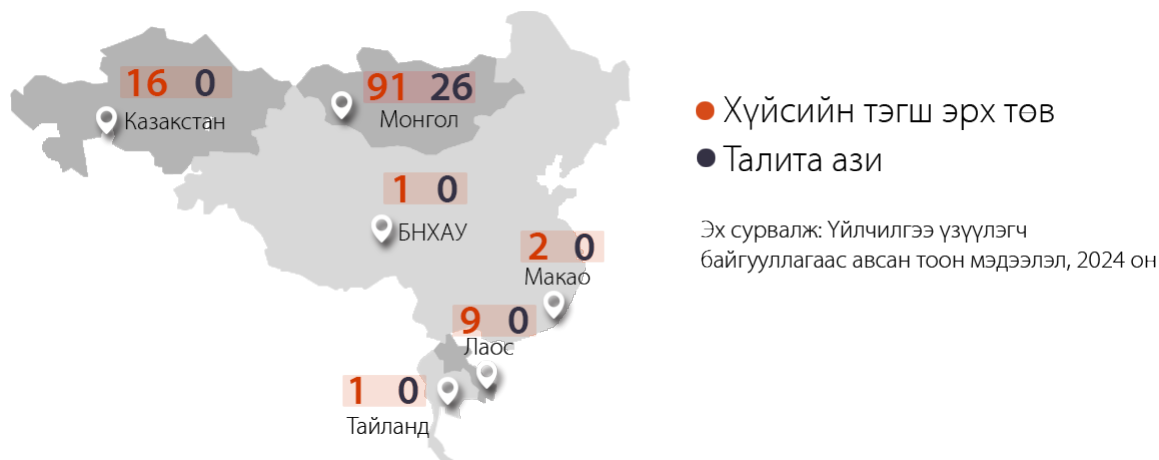 16 0
Казакстан
91 26
Монгол
1 0
БНХАУ
2 0
Макао
9 0
Лаос
1 0
Тайланд
Хүйсийн тэгш эрх төв
Талита ази
Эх сурвалж: Үйлчилгээ үзүүлэгч
байгууллагаас авсан тоон мэдээлэл, 2024 он